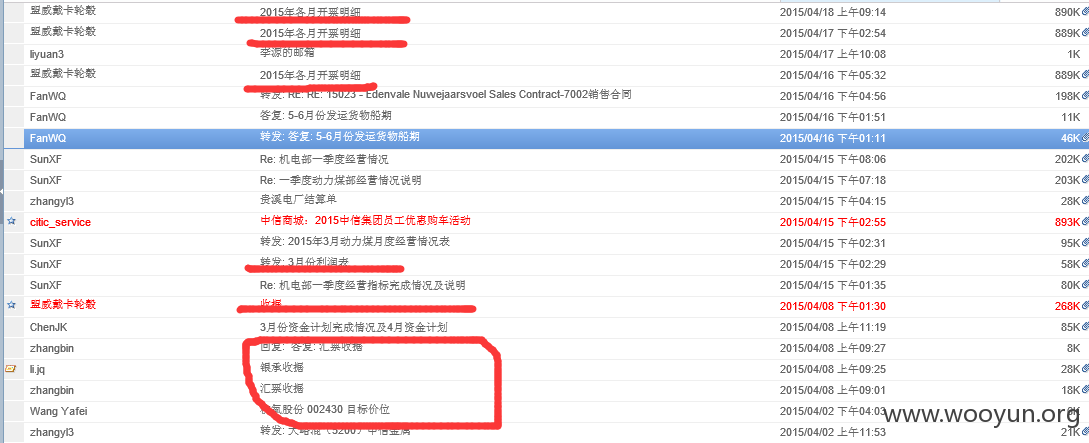 盟威戴卡轮毂 2015年各月开票明细 2015/04/18 上午09:14 890K
盟威戴卡轮毂 2015年各月开票明细 2015/04/17 下午02:54 889K
liyuan3 李源的邮箱 2015/04/17 上午10:08 1K
盟威戴卡轮毂 2015年各月开票明细 2015/04/16 下午05:32 889K
FanWQ 转发: RE: RE: 15023 - Edenvale Nuwejaarsvoel Sales Contract-7002销售合同 2015/04/16 下午04:56 198K
FanWQ 答复: 5-6月份发运货物船期 2015/04/16 下午01:51 11K
FanWQ 转发: 答复: 5-6月份发运货物船期 2015/04/16 下午01:11 46K
SunXF Re: 机电部一季度经营情况 2015/04/15 下午08:06 202K
SunXF Re: 一季度动力煤部经营情况说明 2015/04/15 下午07:18 203K
zhangyl3 贵溪电厂结算单 2015/04/15 下午04:15 28K
citic_service 中信商城：2015中信集团员工优惠购车活动 2015/04/15 下午02:55 893K
SunXF 转发: 2015年3月动力煤月度经营情况表 2015/04/15 下午02:31 95K
SunXF 转发: 3月份利润表 2015/04/15 下午02:29 58K
SunXF Re: 机电部一季度经营指标完成情况及说明 2015/04/15 下午01:35 80K
盟威戴卡轮毂 收据 2015/04/08 下午01:30 268K
ChenJK 3月份资金计划完成情况及4月资金计划 2015/04/08 上午11:19 85K
zhangbin 回复: 答复: 汇票收据 2015/04/08 上午09:27 8K
li.jq 银承收据 2015/04/08 上午09:25 28K
zhangbin 汇票收据 2015/04/08 上午09:01 18K
Wang Yafei 股份 002430 目标价位 2015/04/02 下午04:03
www.wooyun.org
zhangyl3 转发: (5200) 中信金属 2015/04/02 上午11:53 21K